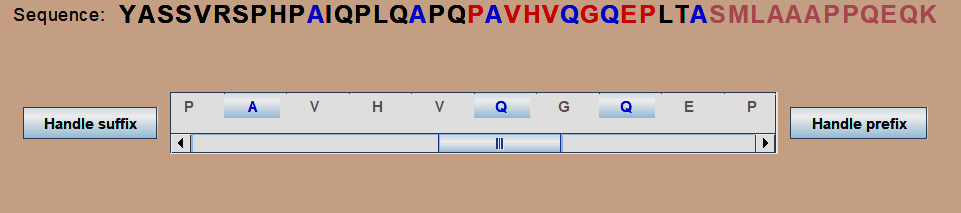 Sequence: YASSVRSPHPAIQPLQAPQPAVHVQGQEPLTASMLAAAPPQEQK
P A V H V Q G Q E P
Handle suffix Handle prefix